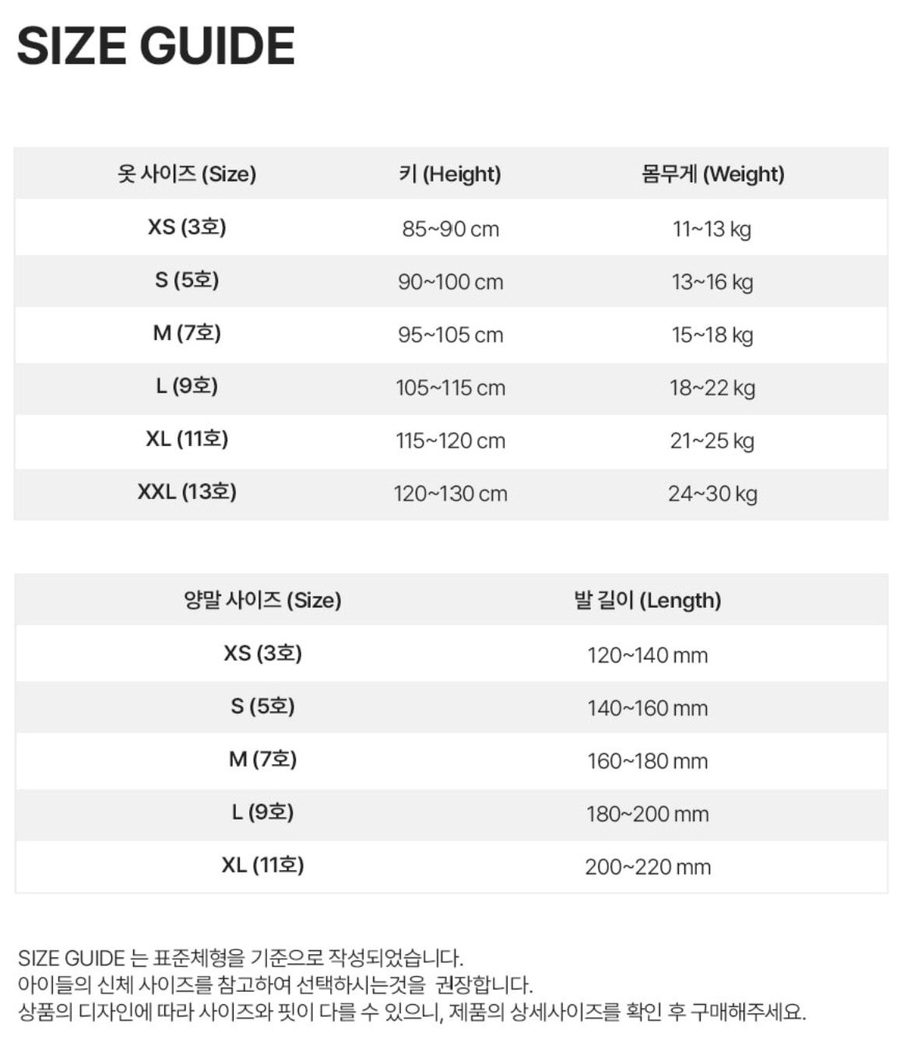 SIZE GUIDE
옷 사이즈 (Size) 키 (Height) 몸무게 (Weight)
XS (3호) 85~90 cm 11~13 kg
S (5호) 90~100 cm 13~16 kg
M (7호) 95~105 cm 15~18 kg
L (9호) 105~115 cm 18~22 kg
XL (11호) 115~120 cm 21~25 kg
XXL (13호) 120~130 cm 24~30 kg
양말 사이즈 (Size) 발 길이 (Length)
XS (3호) 120~140 mm
S (5호) 140~160 mm
M (7호) 160~180 mm
L (9호) 180~200 mm
XL (11호) 200~220 mm
SIZE GUIDE 는 표준체형을 기준으로 작성되었습니다.
아이들의 신체 사이즈를 참고하여 선택하시는것을 권장합니다.
상품의 디자인에 따라 사이즈와 핏이 다를 수 있으니, 제품의 상세사이즈를 확인 후 구매해주세요.